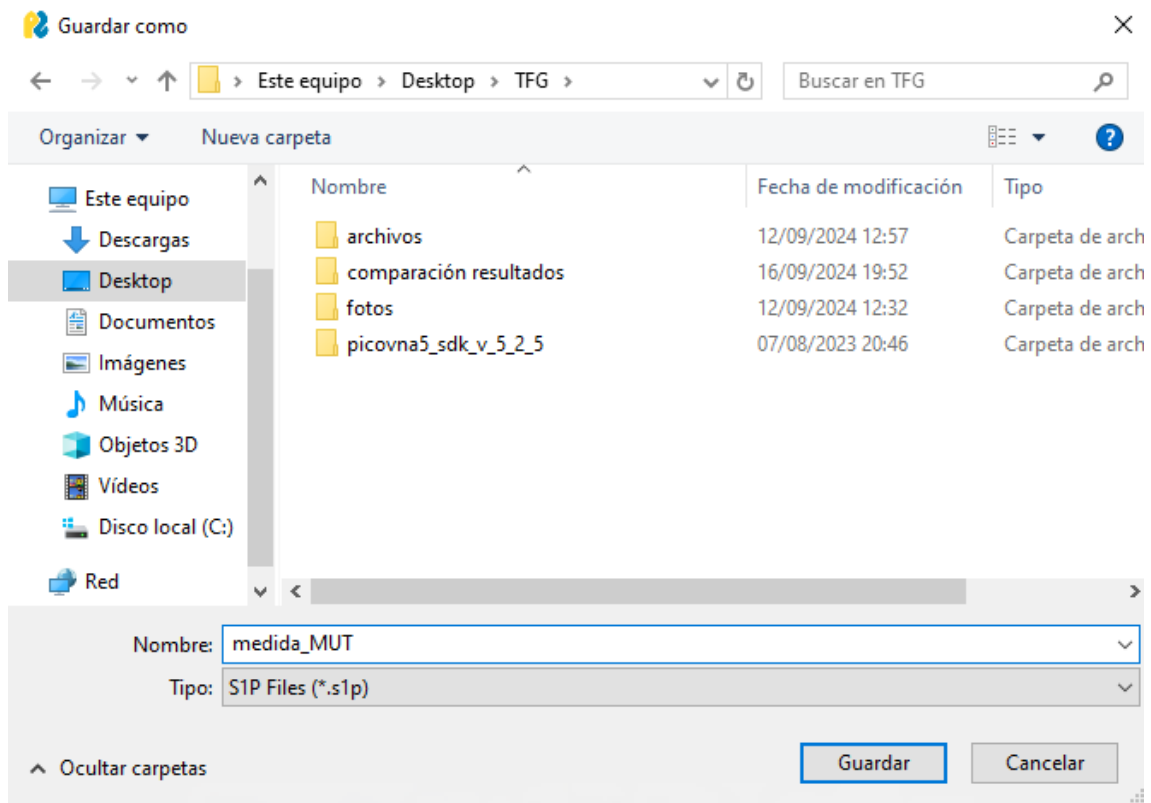 Guardar como
Este equipo > Desktop > TFG >
Buscar en TFG
Organizar
Nueva carpeta
?
Nombre Fecha de modificación Tipo
Este equipo
Descargas
Desktop
Documentos
Imágenes
Música
Objetos 3D
Vídeos
Disco local (C:)
Red
archivos 12/09/2024 12:57 Carpeta de arch
comparación resultados 16/09/2024 19:52 Carpeta de arch
fotos 12/09/2024 12:32 Carpeta de arch
picovna5_sdk_v_5_2_5 07/08/2023 20:46 Carpeta de arch
Nombre: medida_MUT
Tipo: S1P Files (*.s1p)
Ocultar carpetas
Guardar
Cancelar